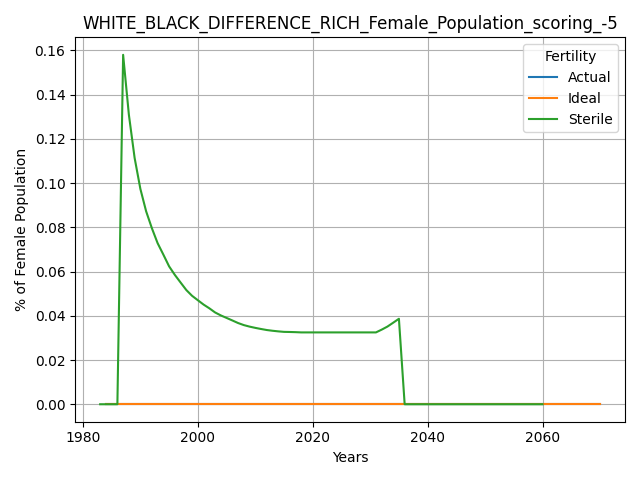 WHITE_BLACK_DIFFERENCE_RICH_Female_Population_scoring_-5
Fertility
Actual
Ideal
Sterile
% of Female Population
0.16
0.14
0.12
0.10
0.08
0.06
0.04
0.02
0.00
1980 2000 2020 2040 2060
Years